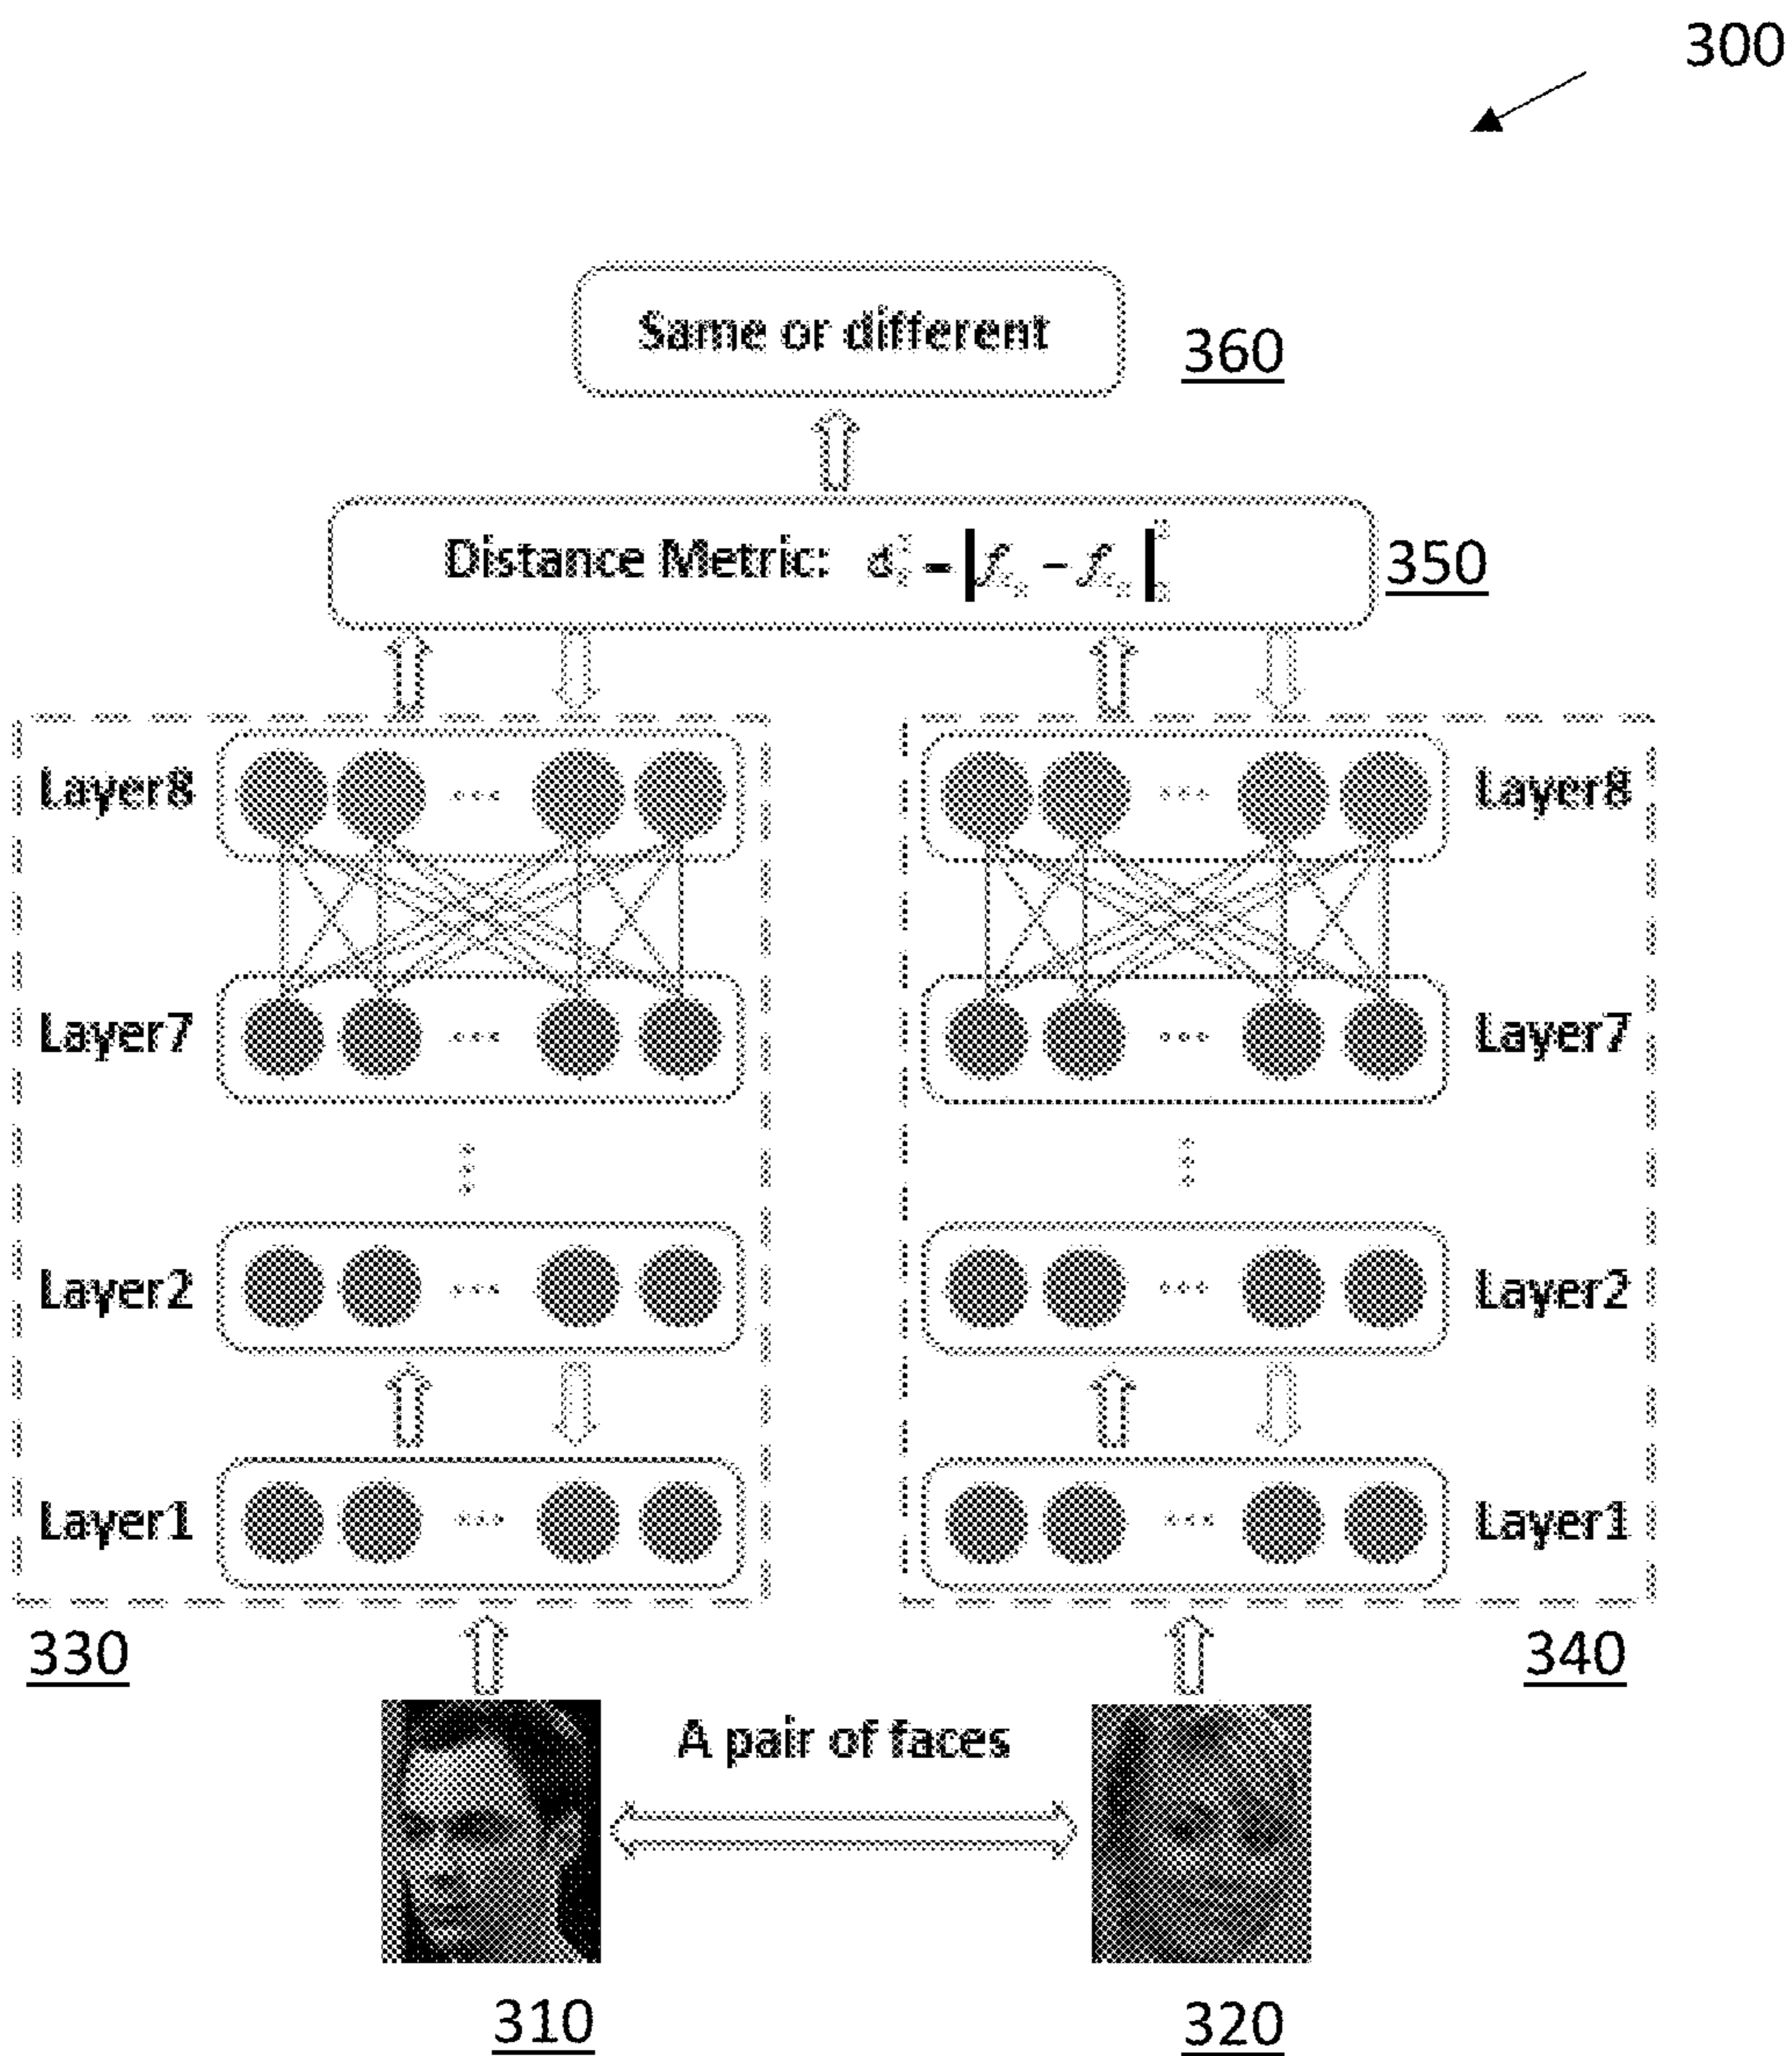 300
Same or different
360
Distance Metric:
350
Layer8
Layer8
Layer7
Layer7
Layer2
Layer2
Layer1
Layer1
330
340
A pair of faces
310
320